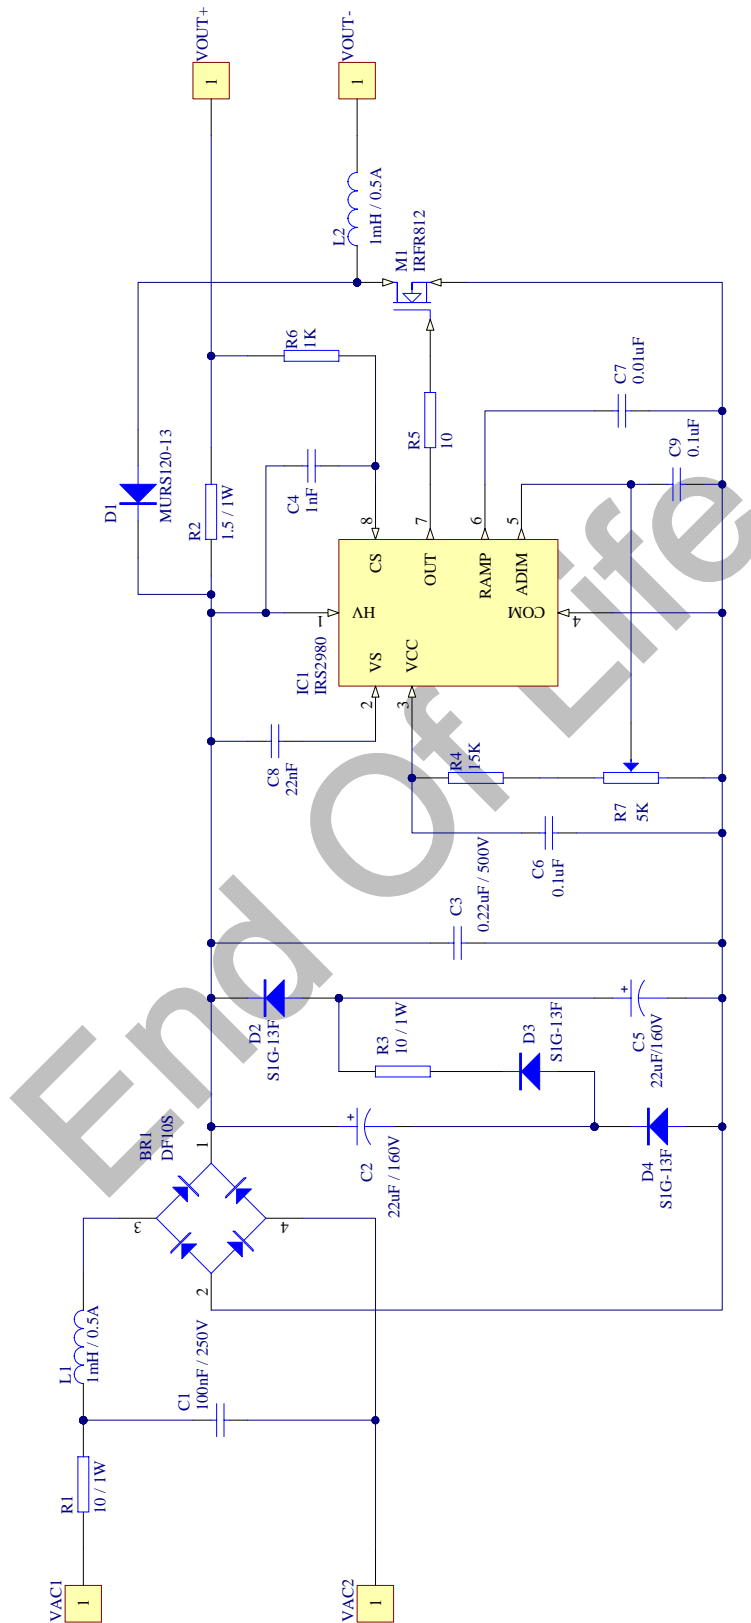 VAC1
1
VAC2
1
R1
10 / 1W
L1
1mH / 0.5A
C1
100nF / 250V
BR1
DF10S
1
2
3
4
C2
22uF / 160V
+
D4
S1G-13F
D2
S1G-13F
R3
10 / 1W
D3
S1G-13F
C5
22uF/160V
+
C3
0.22uF / 500V
C6
0.1uF
C8
22nF
R4
15K
R7
5K
IC1
IRS2980
1
HV
2
VS
3
VCC
4
COM
8
CS
7
OUT
6
RAMP
5
ADIM
D1
MURS120-13
R2
1.5 / 1W
C4
1nF
R6
1K
R5
10
C9
0.1uF
C7
0.01uF
M1
IRFR812
L2
1mH / 0.5A
VOUT+
1
VOUT-
1
End Of Life